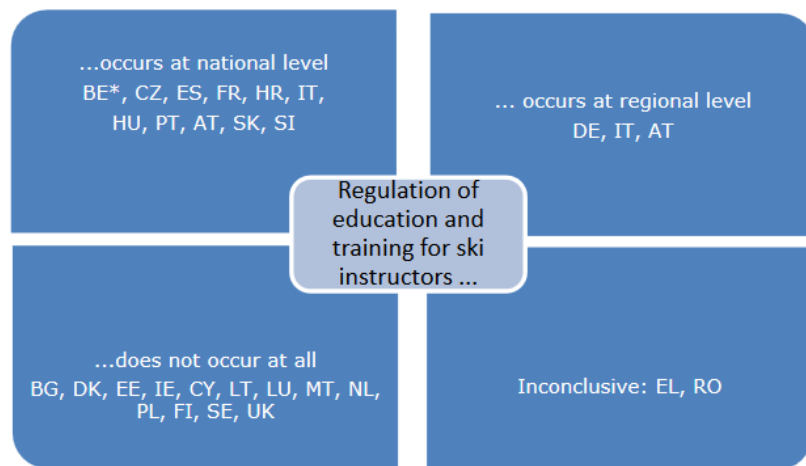 ...occurs at national level
BE*, CZ, ES, FR, HR, IT,
HU, PT, AT, SK, SI
... occurs at regional level
DE, IT, AT
Regulation of
education and
training for ski
instructors ...
...does not occur at all
BG, DK, EE, IE, CY, LT, LU, MT, NL,
PL, FI, SE, UK
Inconclusive: EL, RO